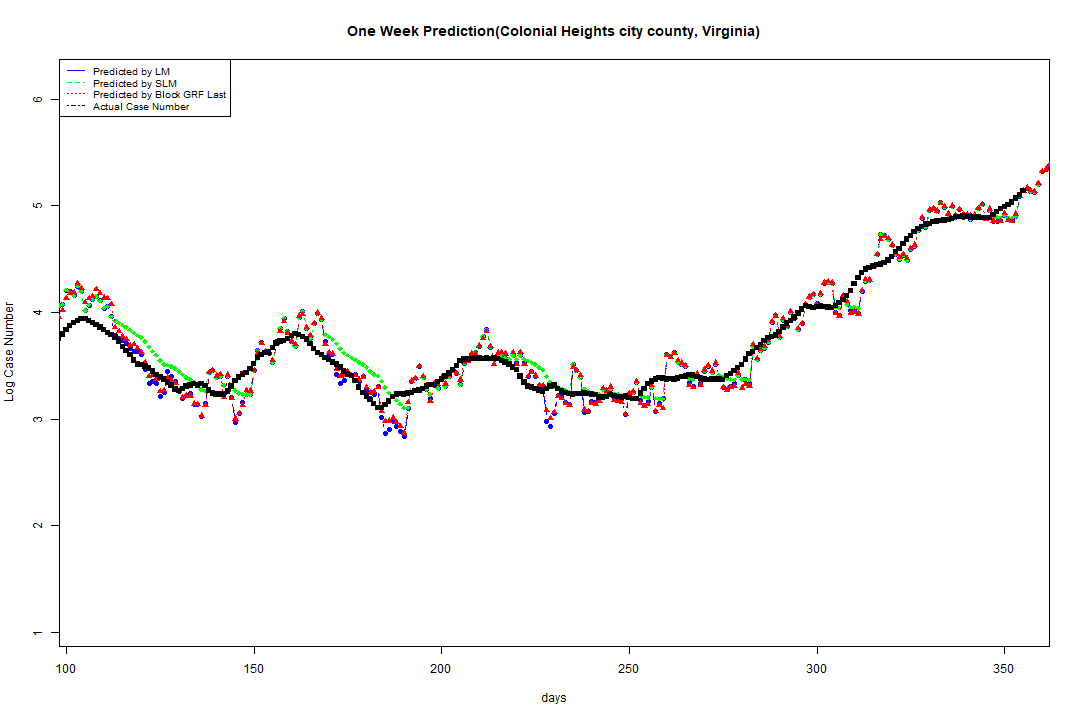 One Week Prediction(Colonial Heights city county, Virginia)
Predicted by LM
Predicted by SLM
Predicted by Block GRF Last
Actual Case Number
Log Case Number
6
5
4
3
2
1
100 150 200 250 300 350
days